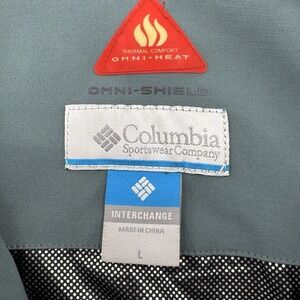 THERMAL COMFORT
OMNI-HEAT
OMNI-SHIELD
Columbia
Sportswear Company
INTERCHANGE
MADE IN CHINA
L